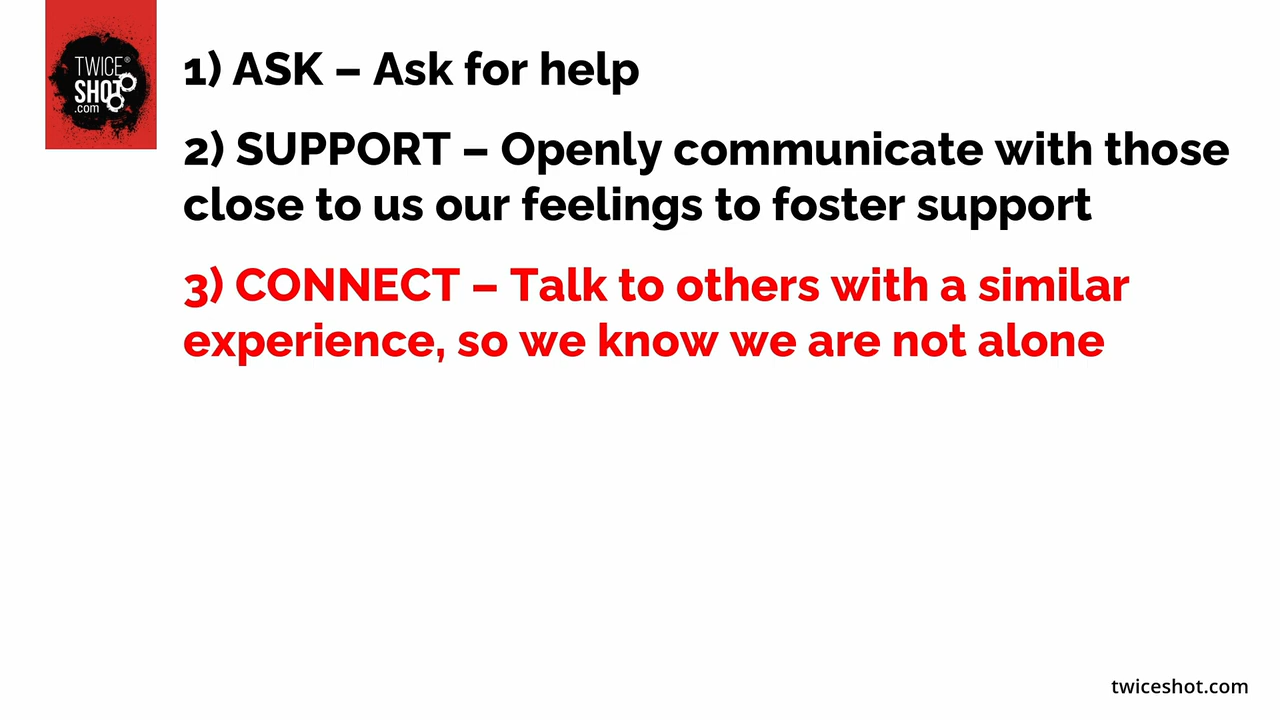 TWICE®
SHOT
.com
1) ASK – Ask for help
2) SUPPORT – Openly communicate with those
close to us our feelings to foster support
3) CONNECT – Talk to others with a similar
experience, so we know we are not alone
twiceshot.com